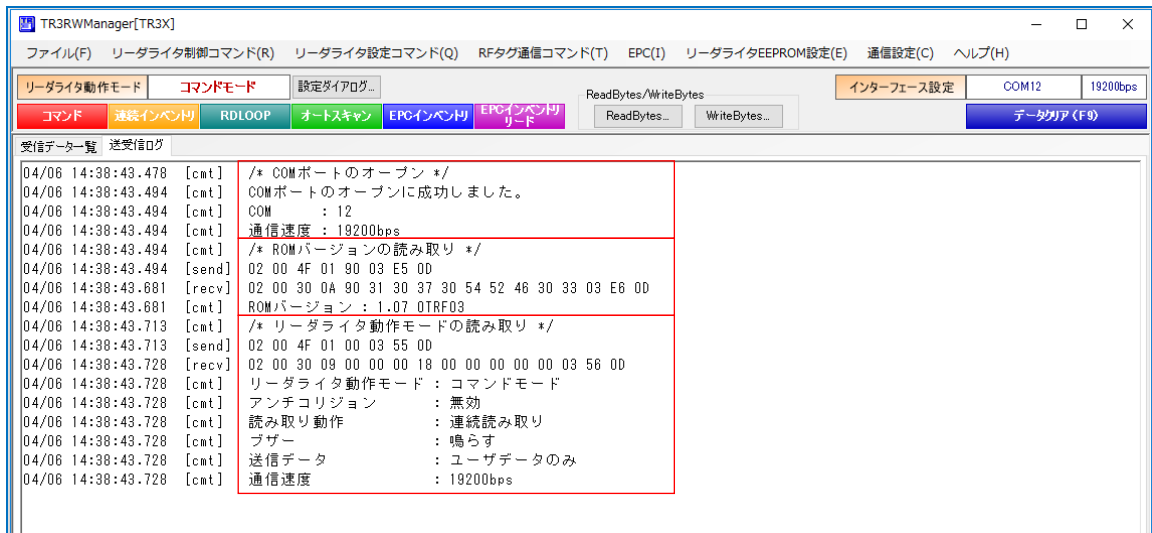 TR3RWManager[TR3X]
ファイル(F) リーダライタ制御コマンド(R) リーダライタ設定コマンド(Q) RFタグ通信コマンド(T) EPC(I) リーダライタEEPROM設定(E) 通信設定(C) ヘルプ(H)
リーダライタ動作モード コマンドモード 設定ダイアログ... ReadBytes/WriteBytes インターフェース設定 COM12 19200bps
コマンド 連続インベントリ RDLOOP オートスキャン EPCインベントリ EPCインベントリリード ReadBytes... WriteBytes... データクリア(F9)
受信データ一覧 送受信ログ
04/06 14:38:43.478 [cmt] /* COMポートのオープン */
04/06 14:38:43.494 [cmt] COMポートのオープンに成功しました。
04/06 14:38:43.494 [cmt] COM : 12
04/06 14:38:43.494 [cmt] 通信速度 : 19200bps
04/06 14:38:43.494 [cmt] /* ROMバージョンの読み取り */
04/06 14:38:43.494 [send] 02 00 4F 01 90 03 E5 0D
04/06 14:38:43.681 [recv] 02 00 30 0A 90 31 30 37 30 54 52 46 30 33 03 E6 0D
04/06 14:38:43.681 [cmt] ROMバージョン : 1.07 0TRF03
04/06 14:38:43.713 [cmt] /* リーダライタ動作モードの読み取り */
04/06 14:38:43.713 [send] 02 00 4F 01 00 03 55 0D
04/06 14:38:43.728 [recv] 02 00 30 09 00 00 00 18 00 00 00 00 00 03 56 0D
04/06 14:38:43.728 [cmt] リーダライタ動作モード : コマンドモード
04/06 14:38:43.728 [cmt] アンチコリジョン : 無効
04/06 14:38:43.728 [cmt] 読み取り動作 : 連続読み取り
04/06 14:38:43.728 [cmt] ブザー : 鳴らす
04/06 14:38:43.728 [cmt] 送信データ : ユーザデータのみ
04/06 14:38:43.728 [cmt] 通信速度 : 19200bps